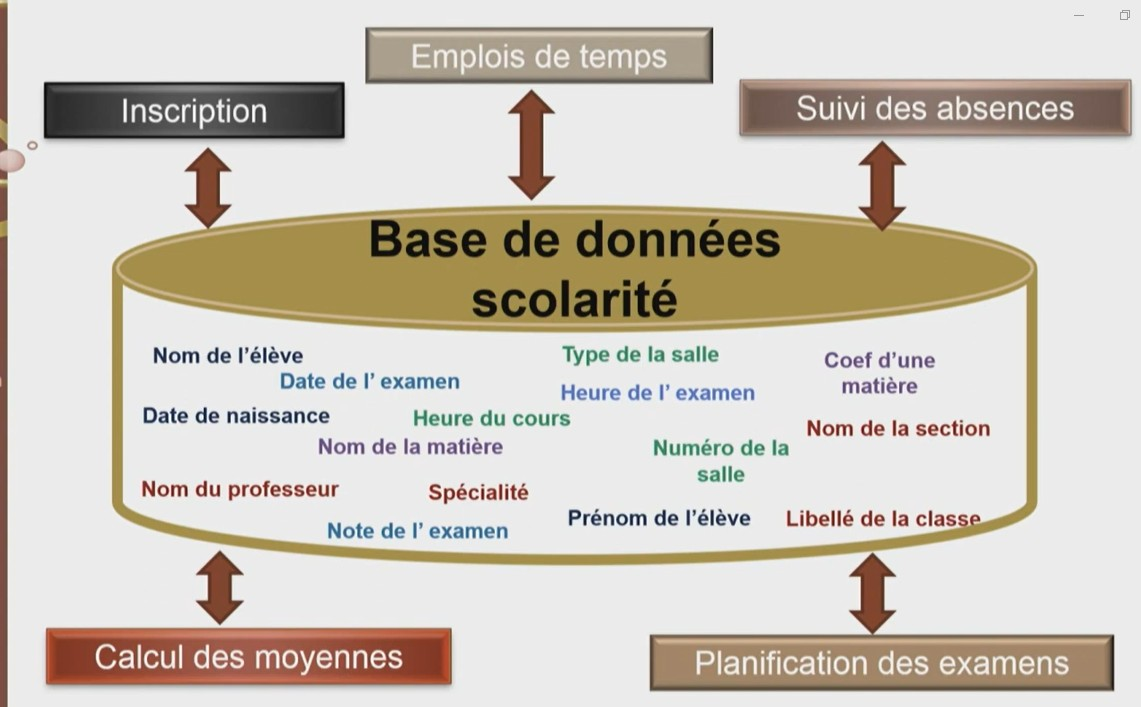 Emplois de temps
Inscription
Suivi des absences
Base de données
scolarité
Nom de l’élève
Type de la salle
Coef d’une
matière
Date de l’ examen
Heure de l’ examen
Date de naissance
Heure du cours
Nom de la section
Nom de la matière
Numéro de la
salle
Nom du professeur
Spécialité
Prénom de l’élève
Libellé de la classe
Note de l’ examen
Calcul des moyennes
Planification des examens